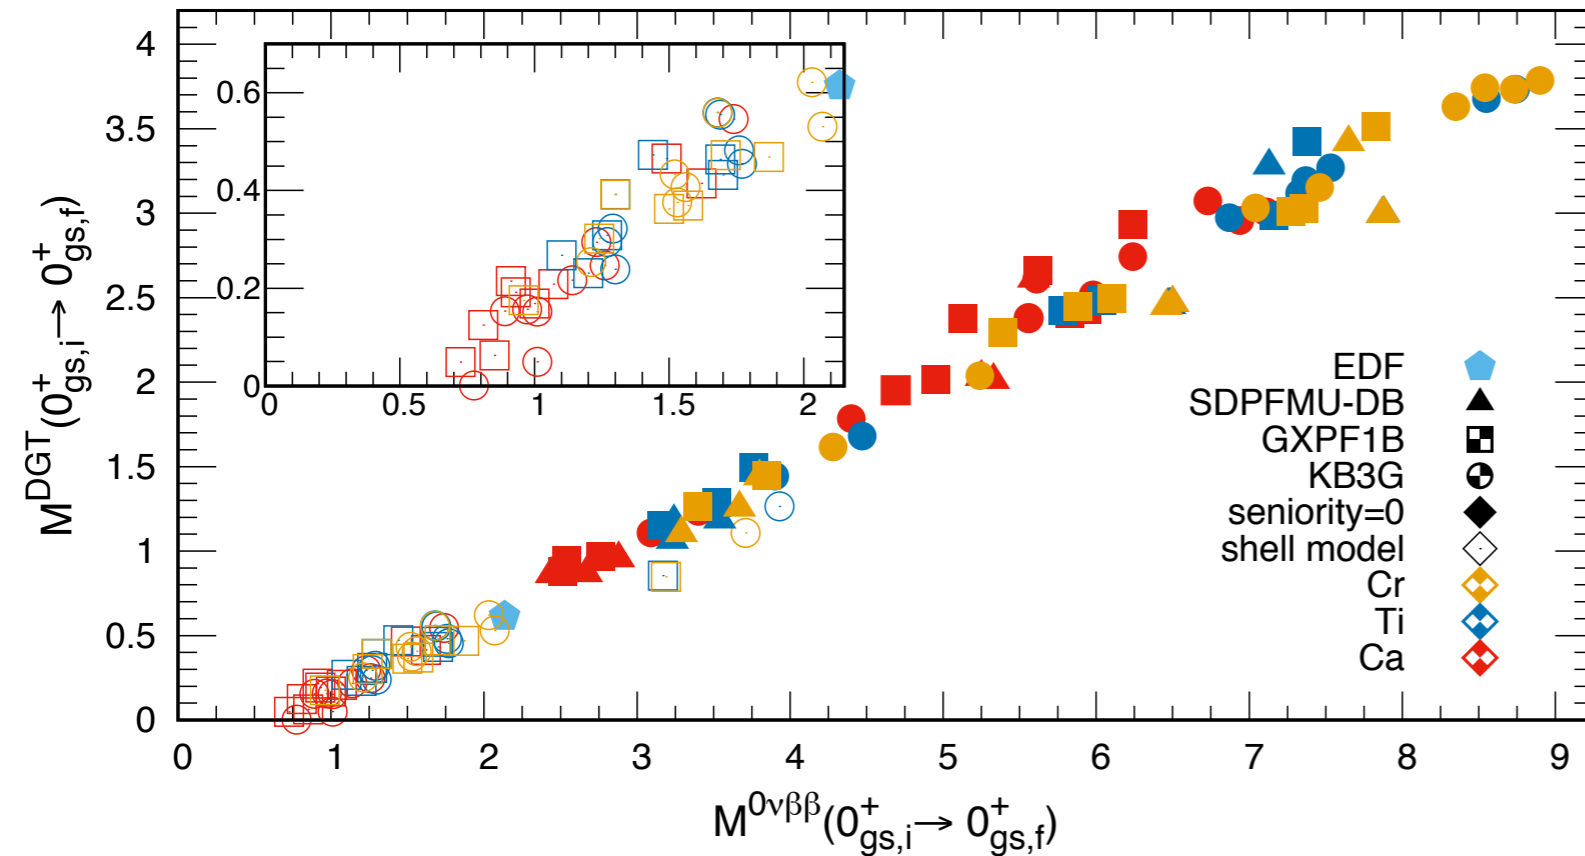 4
3.5
3
2.5
2
1.5
1
0.5
0
0.6
0.4
0.2
0
0 0.5 1 1.5 2
EDF
SDPFMU-DB
GXPF1B
KB3G
seniority=0
shell model
Cr
Ti
Ca
0 1 2 3 4 5 6 7 8 9
M^DGT(0^+_gs,i → 0^+_gs,f)
M^0νββ(0^+_gs,i → 0^+_gs,f)